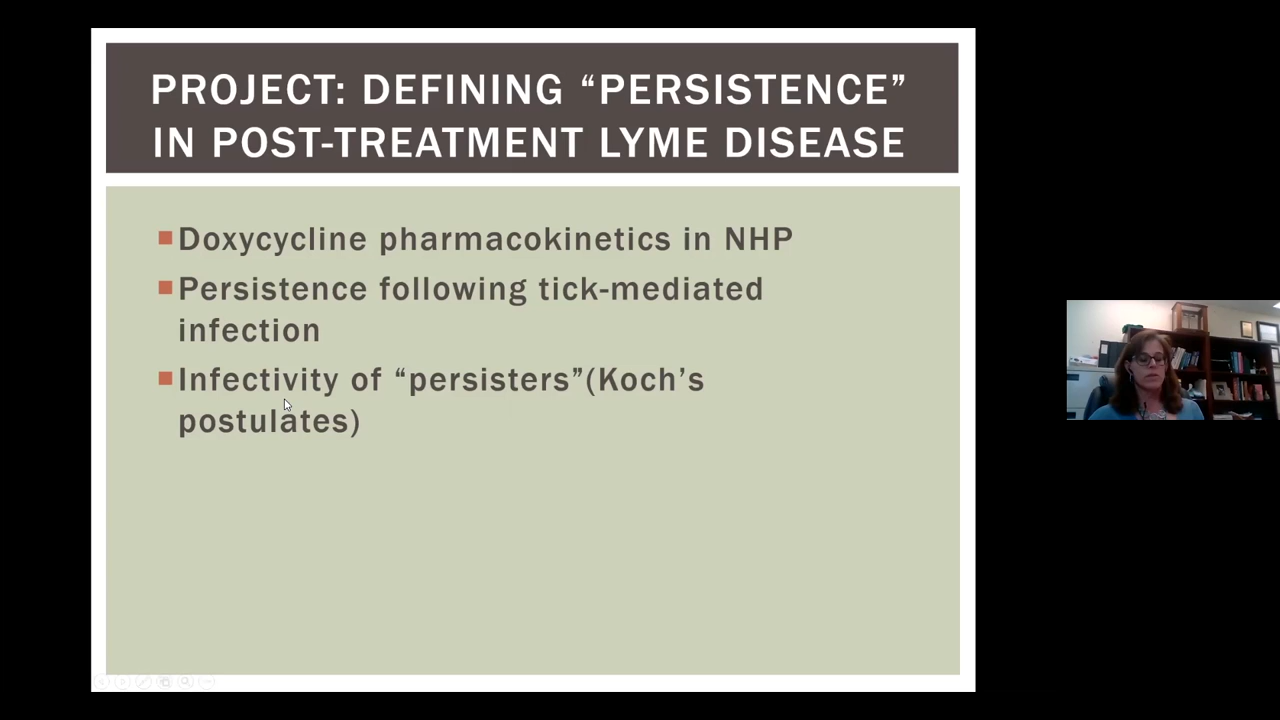 PROJECT: DEFINING “PERSISTENCE”
IN POST-TREATMENT LYME DISEASE
Doxycycline pharmacokinetics in NHP
Persistence following tick-mediated
infection
Infectivity of “persisters”(Koch’s
postulates)